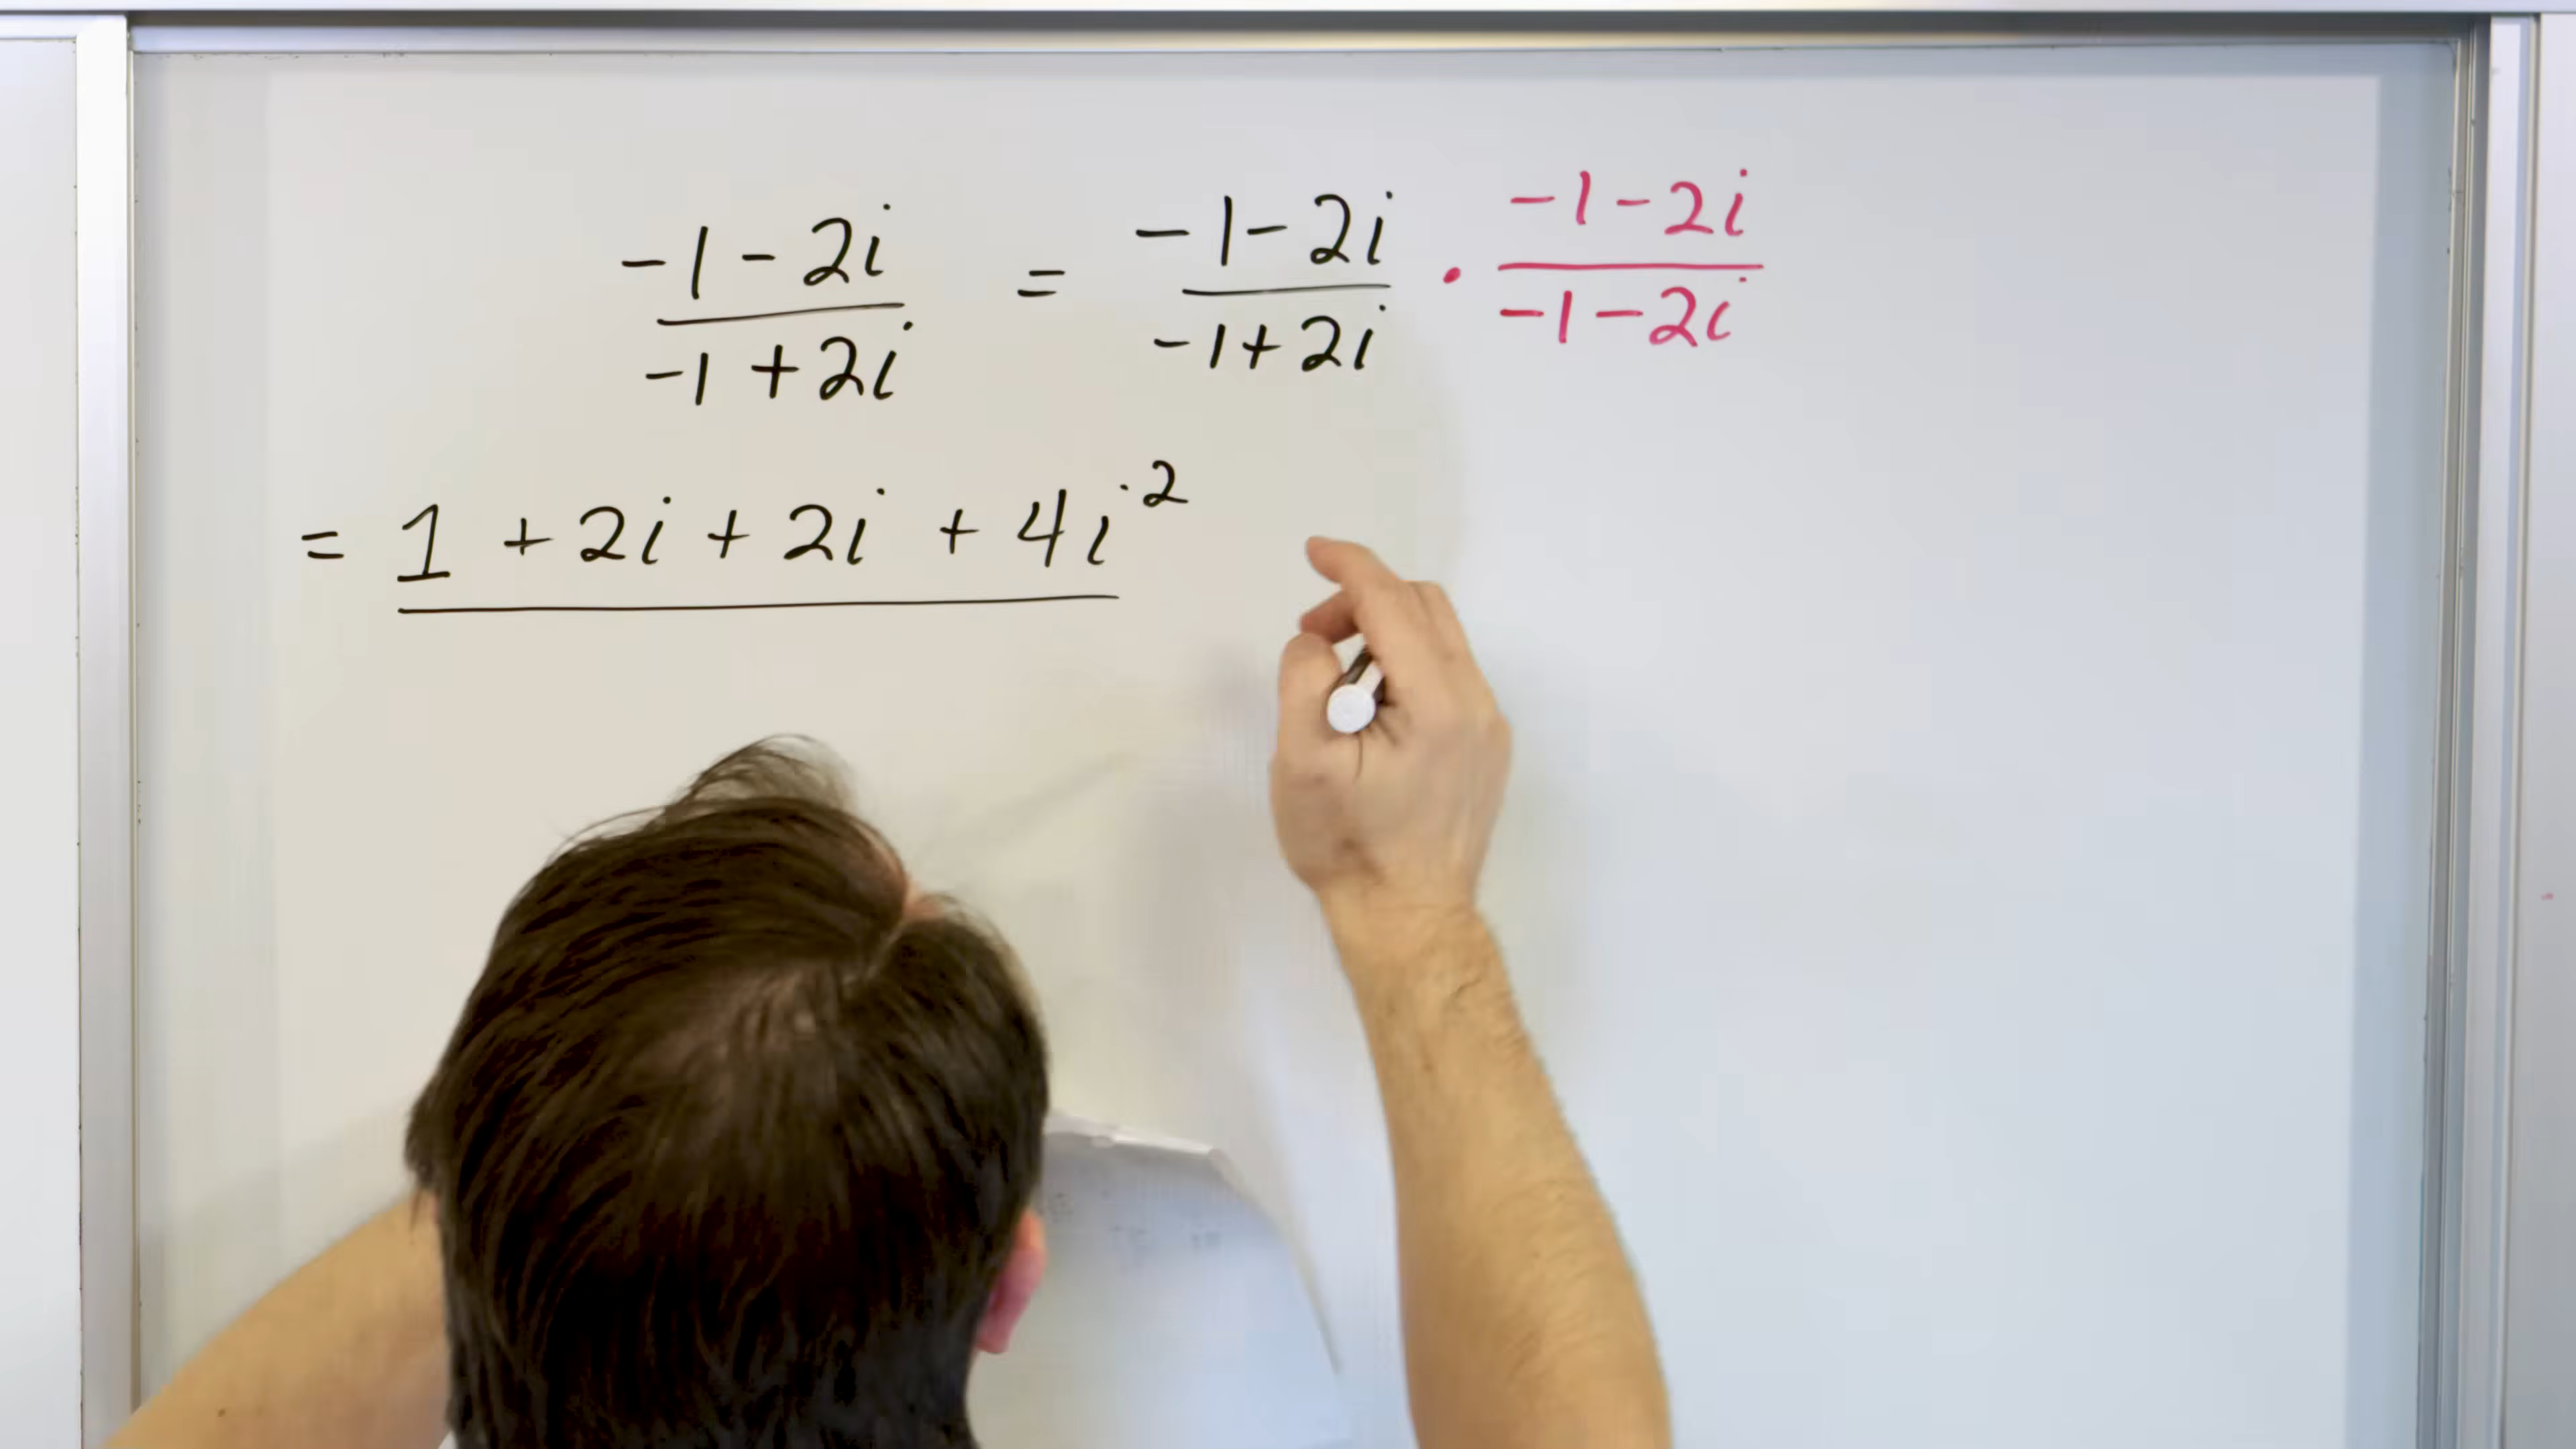 -1-2i / -1+2i = -1-2i / -1+2i · -1-2i / -1-2i
= 1 + 2i + 2i + 4i²